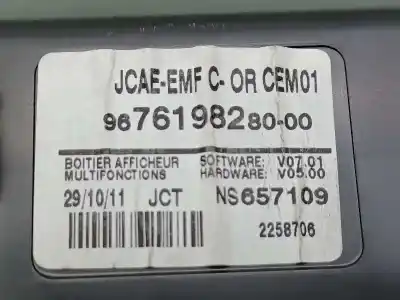 JCAE-EMF C- OR CEM01
9676198280-00
BOITIER AFFICHEUR SOFTWARE: V07.01
MULTIFONCTIONS HARDWARE: V05.00
29/10/11 JCT NS657109
2258706